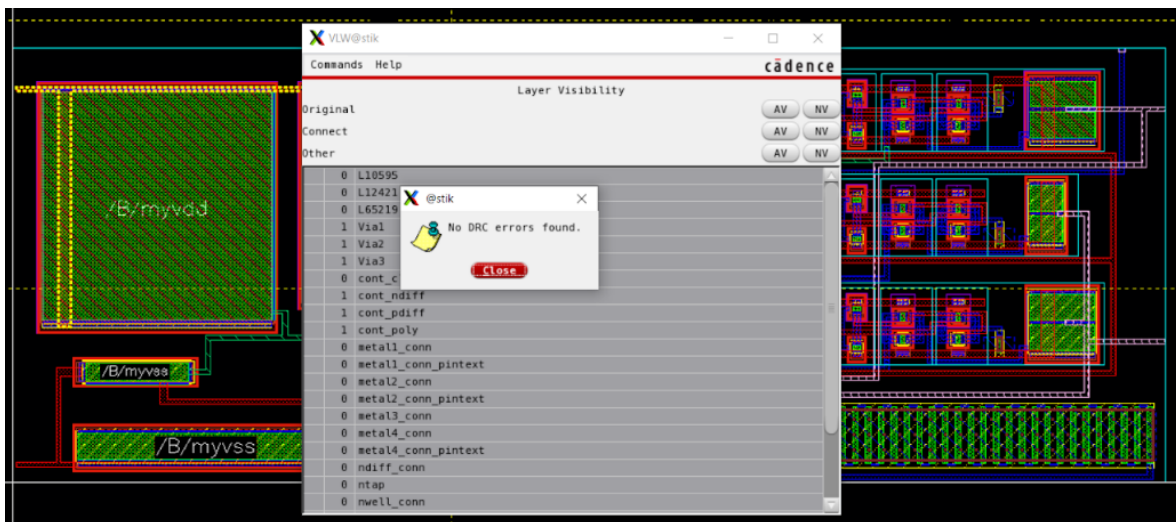 VLW@stik
Commands Help
cādence
Layer Visibility
Original AV NV
Connect AV NV
Other AV NV
0 L10595
0 L12421
0 L65219
1 Via1
1 Via2
1 Via3
0 cont_c
1 cont_ndiff
1 cont_pdiff
1 cont_poly
0 metal1_conn
0 metal1_conn_pintext
0 metal2_conn
0 metal2_conn_pintext
0 metal3_conn
0 metal4_conn
0 metal4_conn_pintext
0 ndiff_conn
0 ntap
0 nwell_conn
@stik
No DRC errors found.
Close
/B/myvdd
/B/myvss
/B/myvss